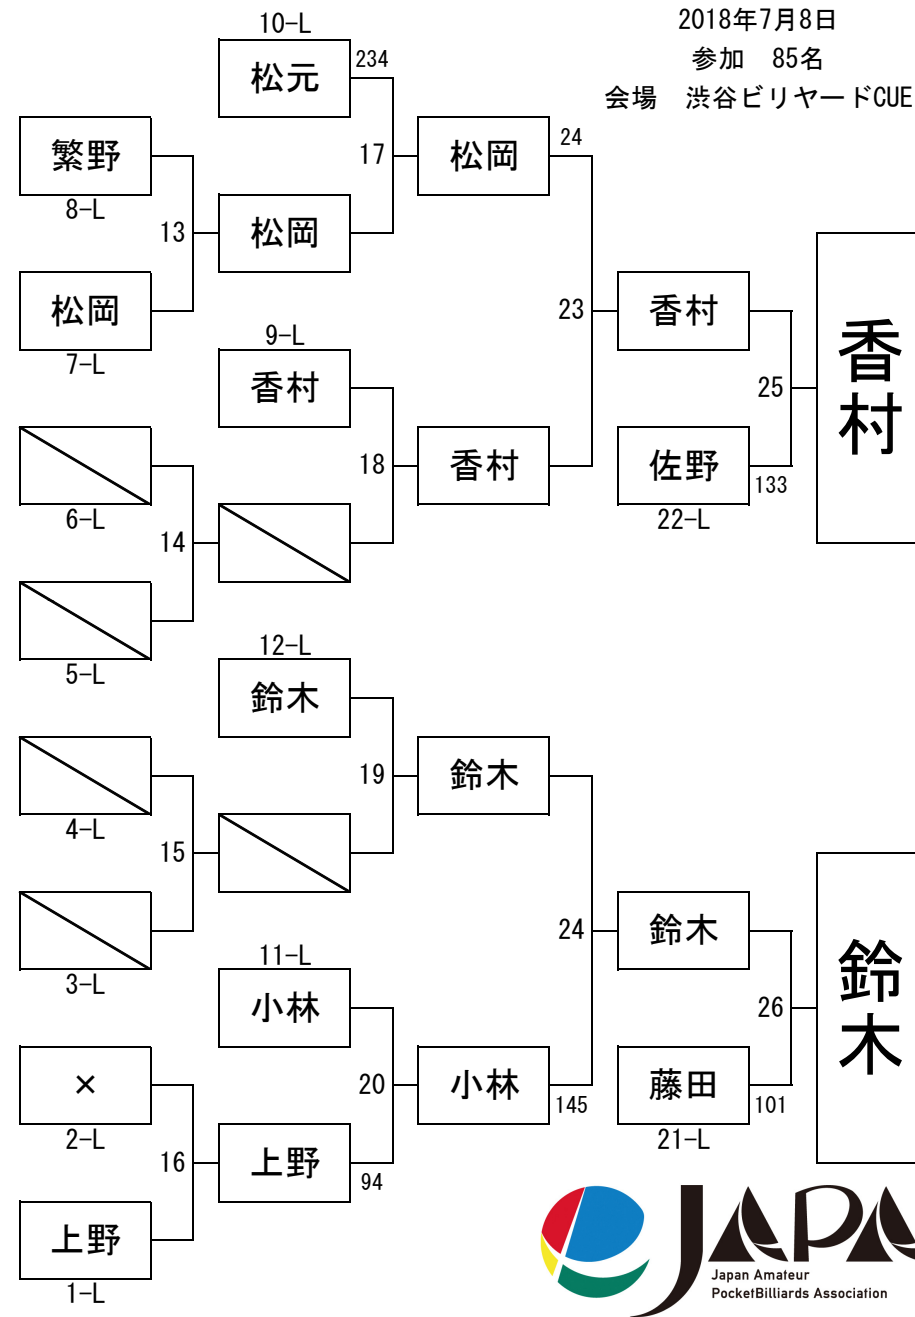 2018年7月8日
参加　85名
会場　渋谷ビリヤードCUE
10-L
松元
234
繁野
8-L
17
松岡
24
13
松岡
松岡
7-L
23
香村
9-L
香村
25
香村
6-L
18
香村
佐野
133
22-L
14
5-L
12-L
鈴木
4-L
19
鈴木
15
3-L
24
鈴木
11-L
小林
26
鈴木
×
2-L
20
小林
145
藤田
101
21-L
16
上野
94
上野
1-L
JAPA
Japan Amateur
PocketBilliards Association